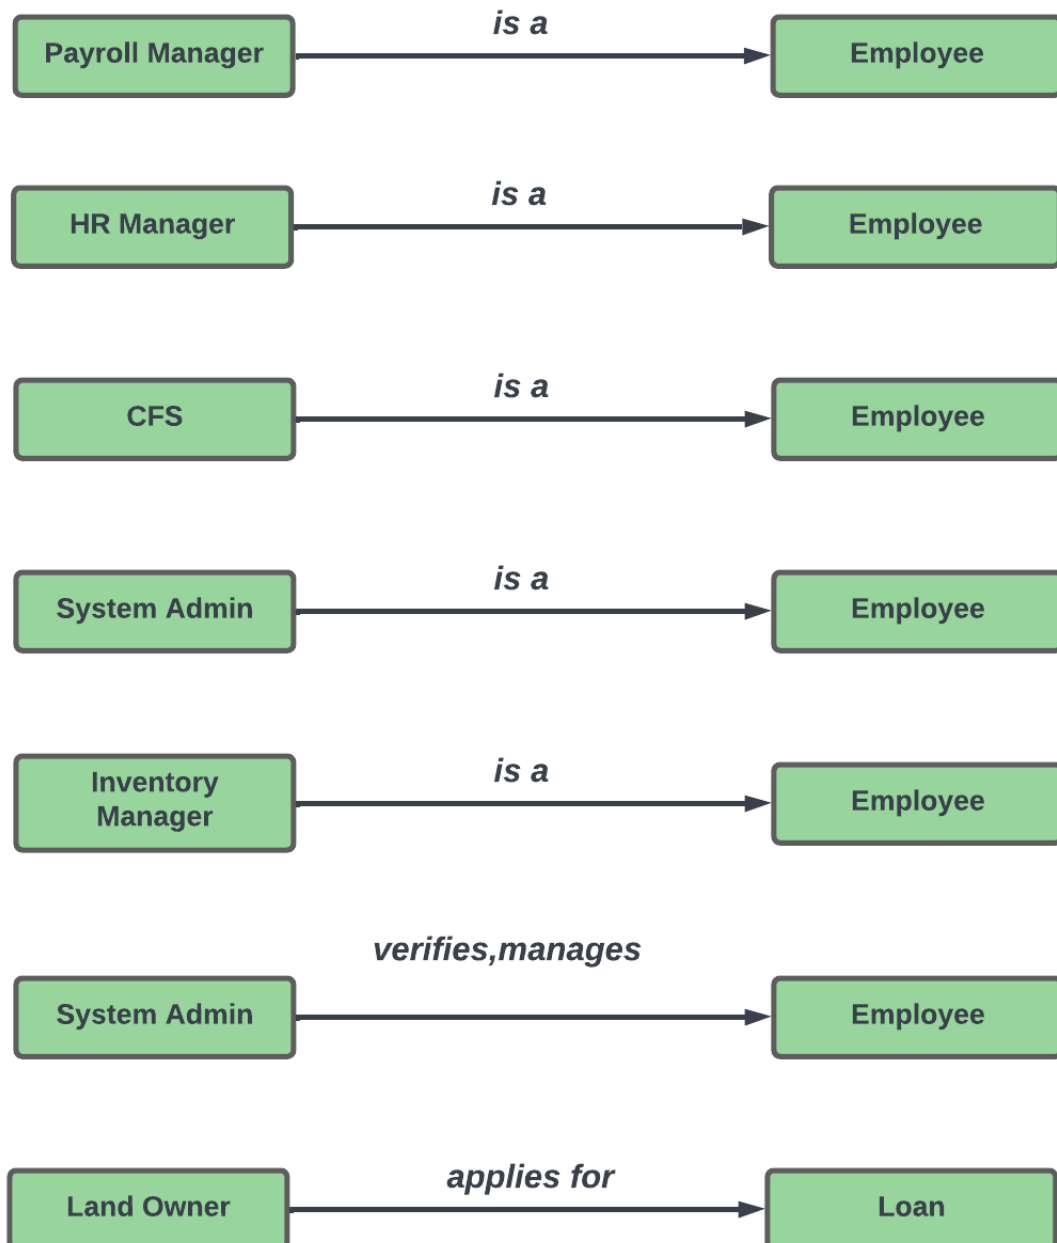 is a
Payroll Manager
Employee
is a
HR Manager
Employee
is a
CFS
Employee
is a
System Admin
Employee
is a
Inventory
Manager
Employee
verifies,manages
System Admin
Employee
applies for
Land Owner
Loan